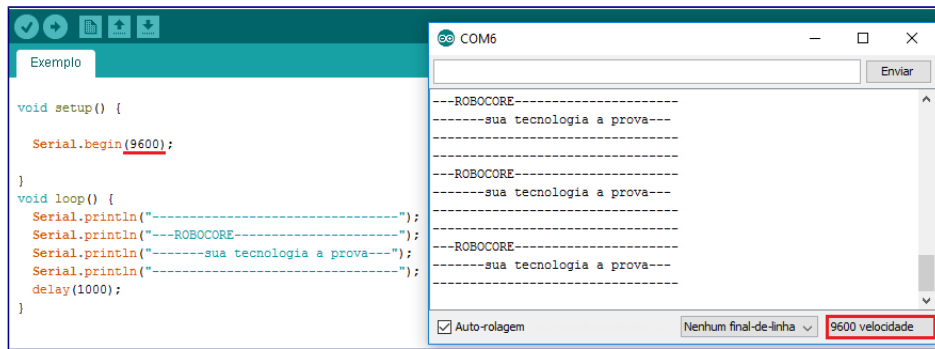 Exemplo
void setup() {
Serial.begin(9600);
}
void loop() {
Serial.println("---------------------------------");
Serial.println("---ROBOCORE----------------------");
Serial.println("-------sua tecnologia a prova---");
Serial.println("---------------------------------");
delay(1000);
}
COM6
Enviar
---ROBOCORE----------------------
-------sua tecnologia a prova---
---------------------------------
---------------------------------
---ROBOCORE----------------------
-------sua tecnologia a prova---
---------------------------------
---------------------------------
---ROBOCORE----------------------
-------sua tecnologia a prova---
---------------------------------
Auto-rolagem
Nenhum final-de-linha
9600 velocidade